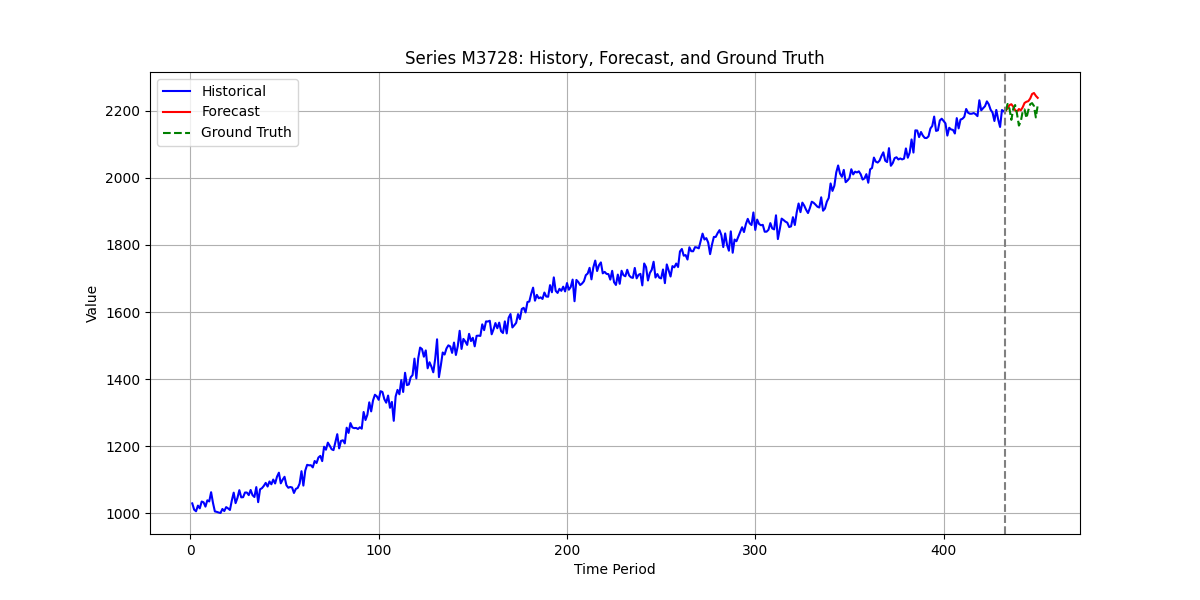 Series M3728: History, Forecast, and Ground Truth
Historical
Forecast
Ground Truth
Value
2200
2000
1800
1600
1400
1200
1000
0 100 200 300 400
Time Period